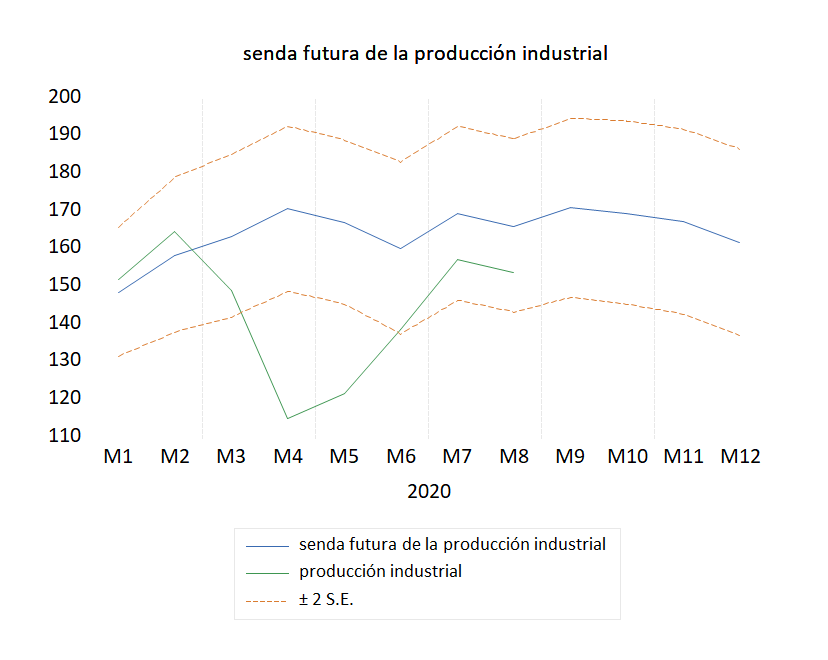 senda futura de la producción industrial
200
190
180
170
160
150
140
130
120
110
M1 M2 M3 M4 M5 M6 M7 M8 M9 M10 M11 M12
2020
senda futura de la producción industrial
producción industrial
± 2 S.E.